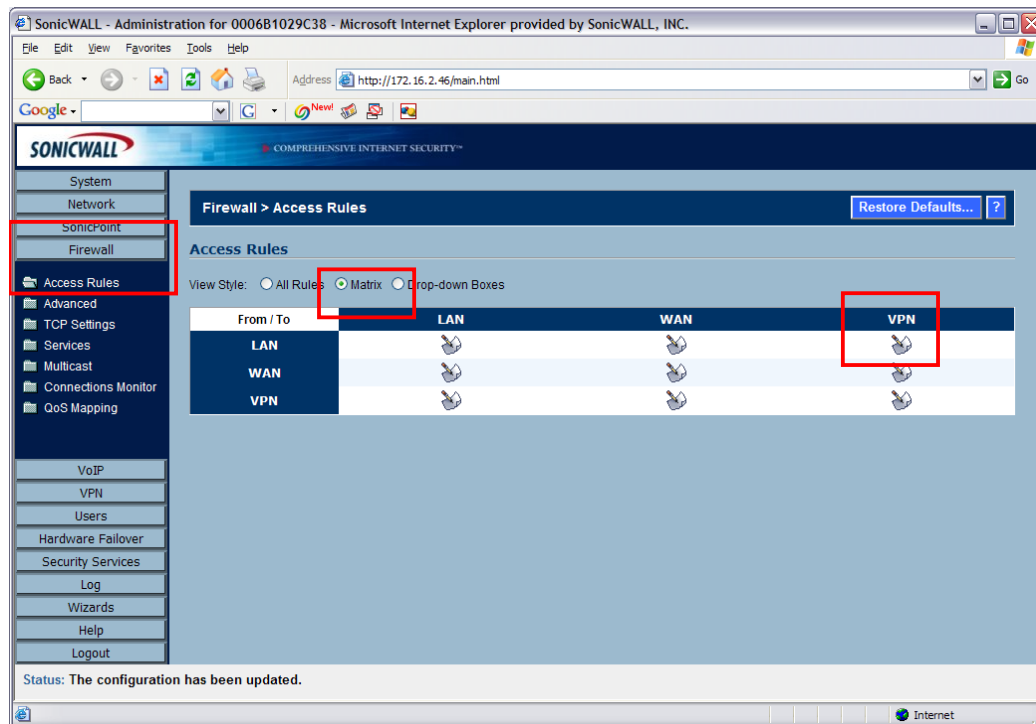 SonicWALL - Administration for 0006B1029C38 - Microsoft Internet Explorer provided by SonicWALL, INC.
File Edit View Favorites Tools Help
Back Address http://172.16.2.46/main.html Go
Google G New!
SONICWALL COMPREHENSIVE INTERNET SECURITY™
System
Network
SonicPoint
Firewall
Access Rules
Advanced
TCP Settings
Services
Multicast
Connections Monitor
QoS Mapping
VoIP
VPN
Users
Hardware Failover
Security Services
Log
Wizards
Help
Logout
Firewall > Access Rules Restore Defaults... ?
Access Rules
View Style: All Rules Matrix Drop-down Boxes
From / To LAN WAN VPN
LAN
WAN
VPN
Status: The configuration has been updated.
Internet